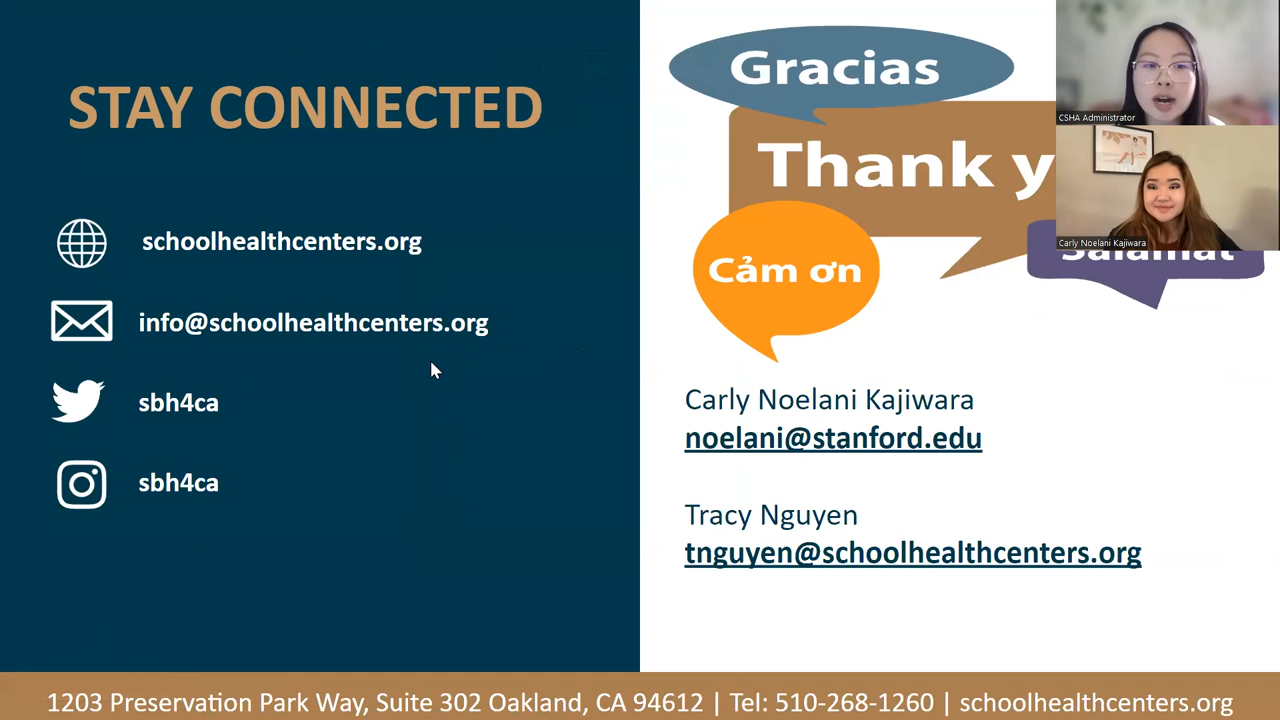 STAY CONNECTED
schoolhealthcenters.org
info@schoolhealthcenters.org
sbh4ca
sbh4ca
Gracias
Thank y
Cảm ơn
Salamat
CSHA Administrator
Carly Noelani Kajiwara
Carly Noelani Kajiwara
noelani@stanford.edu
Tracy Nguyen
tnguyen@schoolhealthcenters.org
1203 Preservation Park Way, Suite 302 Oakland, CA 94612 | Tel: 510-268-1260 | schoolhealthcenters.org